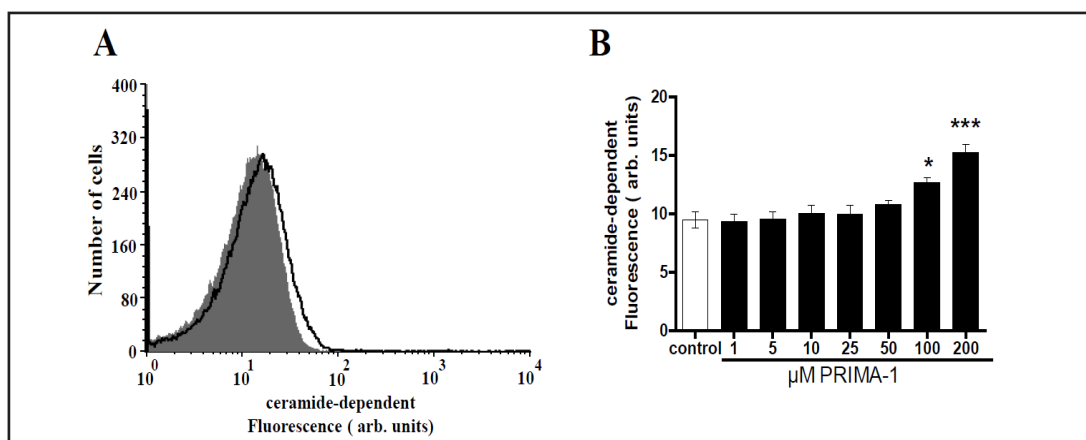 A
Number of cells
400
320
240
160
80
0
10^0 10^1 10^2 10^3 10^4
ceramide-dependent
Fluorescence ( arb. units)
B
ceramide-dependent
Fluorescence ( arb. units)
20
15
10
5
0
*
***
control 1 5 10 25 50 100 200
µM PRIMA-1